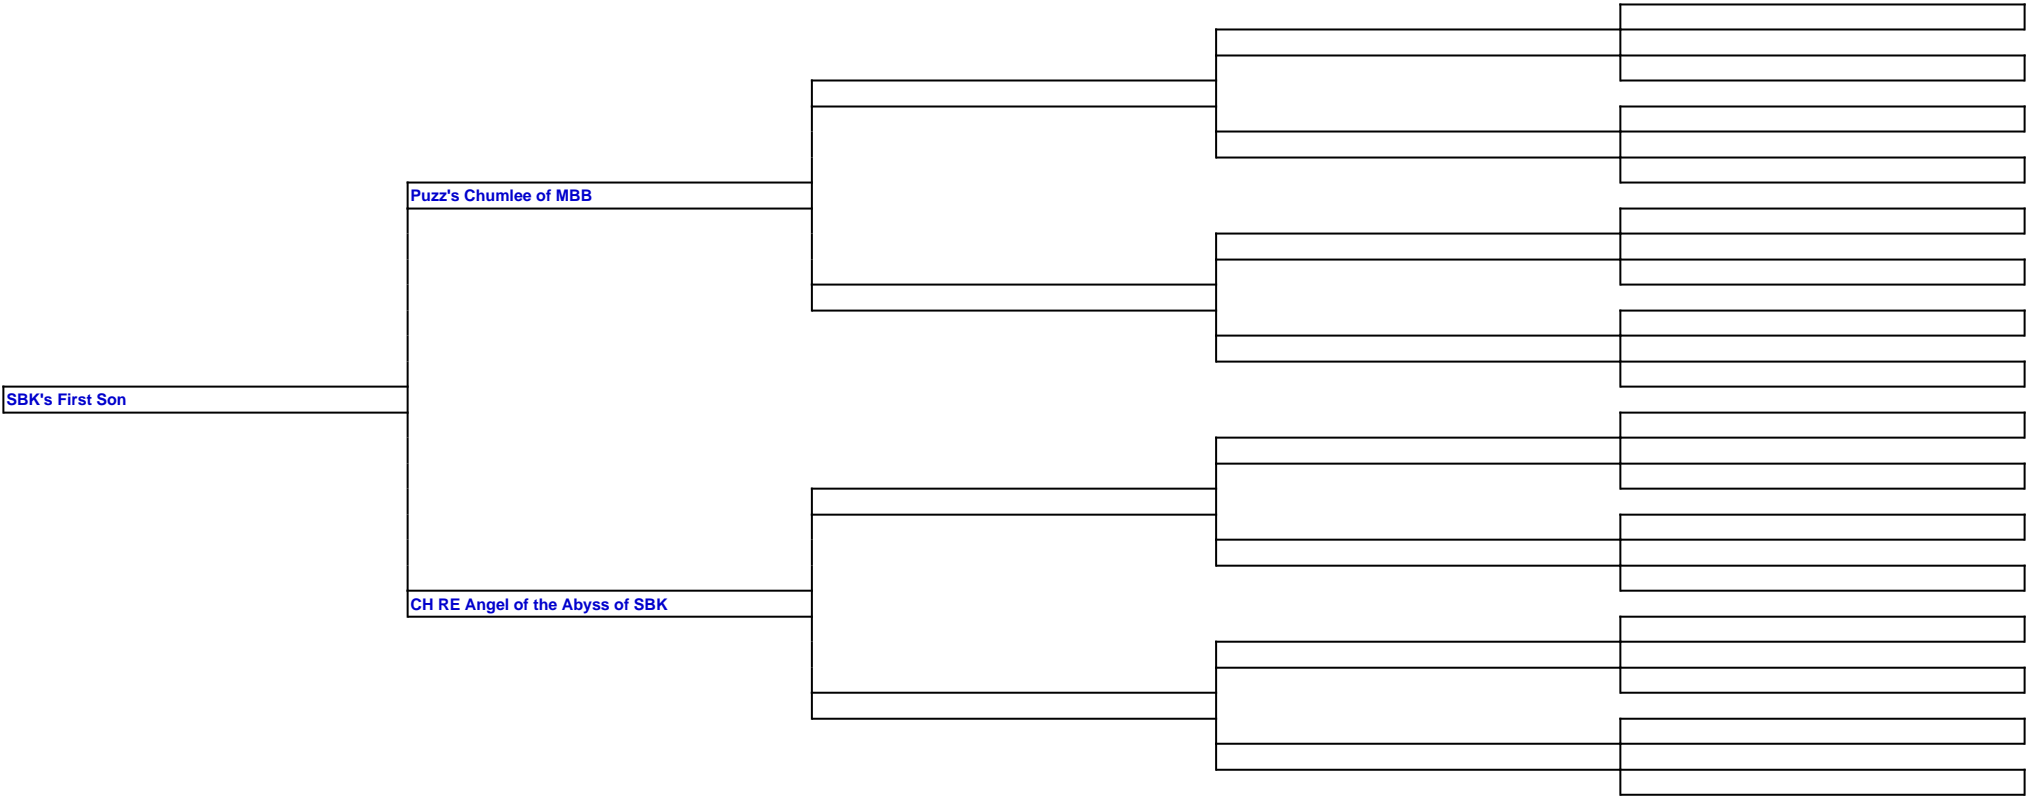 Puzz's Chumlee of MBB
SBK's First Son
CH RE Angel of the Abyss of SBK